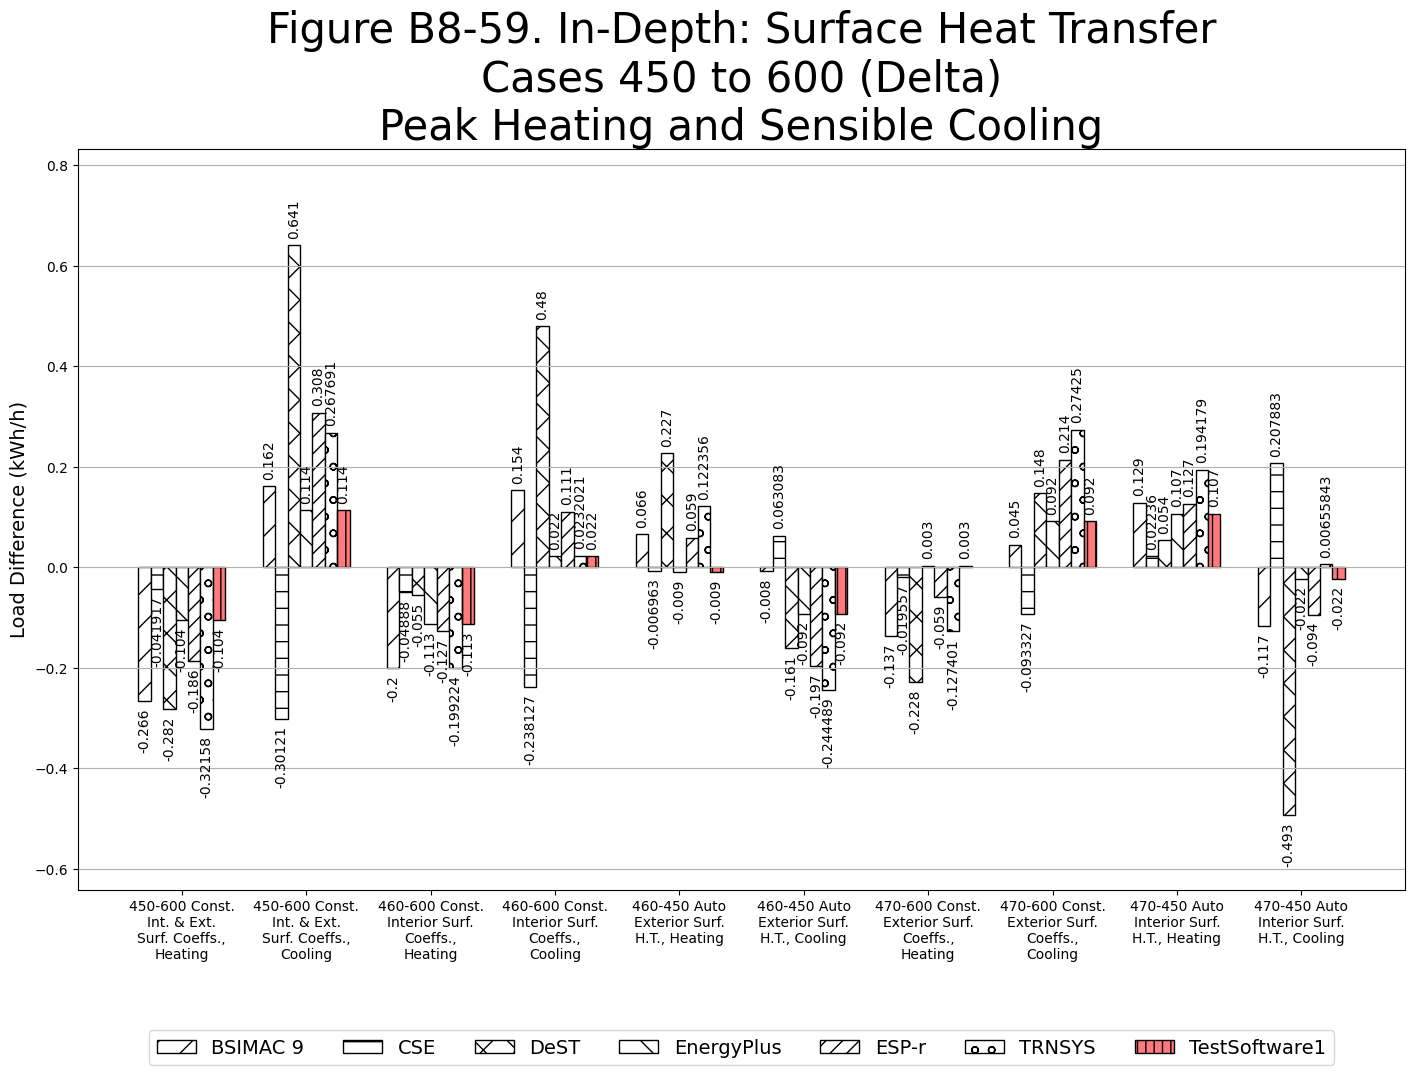 Figure B8-59. In-Depth: Surface Heat Transfer
Cases 450 to 600 (Delta)
Peak Heating and Sensible Cooling
Load Difference (kWh/h)
0.8
0.6
0.4
0.2
0.0
−0.2
−0.4
−0.6
-0.266
-0.041917
-0.282
-0.104
-0.186
-0.32158
-0.104
0.162
-0.30121
0.641
0.114
0.308
0.267691
0.114
-0.2
-0.04888
-0.055
-0.113
-0.127
-0.199224
-0.113
0.154
-0.238127
0.48
0.022
0.111
0.0232021
0.022
0.066
-0.006963
0.227
-0.009
0.059
0.122356
-0.009
-0.008
0.063083
-0.161
-0.092
-0.197
-0.244489
-0.092
-0.137
-0.019557
-0.228
0.003
-0.059
-0.127401
0.003
0.045
-0.093327
0.148
0.092
0.214
0.27425
0.092
0.129
0.02236
0.054
0.107
0.127
0.194179
0.107
-0.117
0.207883
-0.493
-0.022
-0.094
0.00655843
-0.022
450-600 Const.
Int. & Ext.
Surf. Coeffs.,
Heating
450-600 Const.
Int. & Ext.
Surf. Coeffs.,
Cooling
460-600 Const.
Interior Surf.
Coeffs.,
Heating
460-600 Const.
Interior Surf.
Coeffs.,
Cooling
460-450 Auto
Exterior Surf.
H.T., Heating
460-450 Auto
Exterior Surf.
H.T., Cooling
470-600 Const.
Exterior Surf.
Coeffs.,
Heating
470-600 Const.
Exterior Surf.
Coeffs.,
Cooling
470-450 Auto
Interior Surf.
H.T., Heating
470-450 Auto
Interior Surf.
H.T., Cooling
BSIMAC 9
CSE
DeST
EnergyPlus
ESP-r
TRNSYS
TestSoftware1